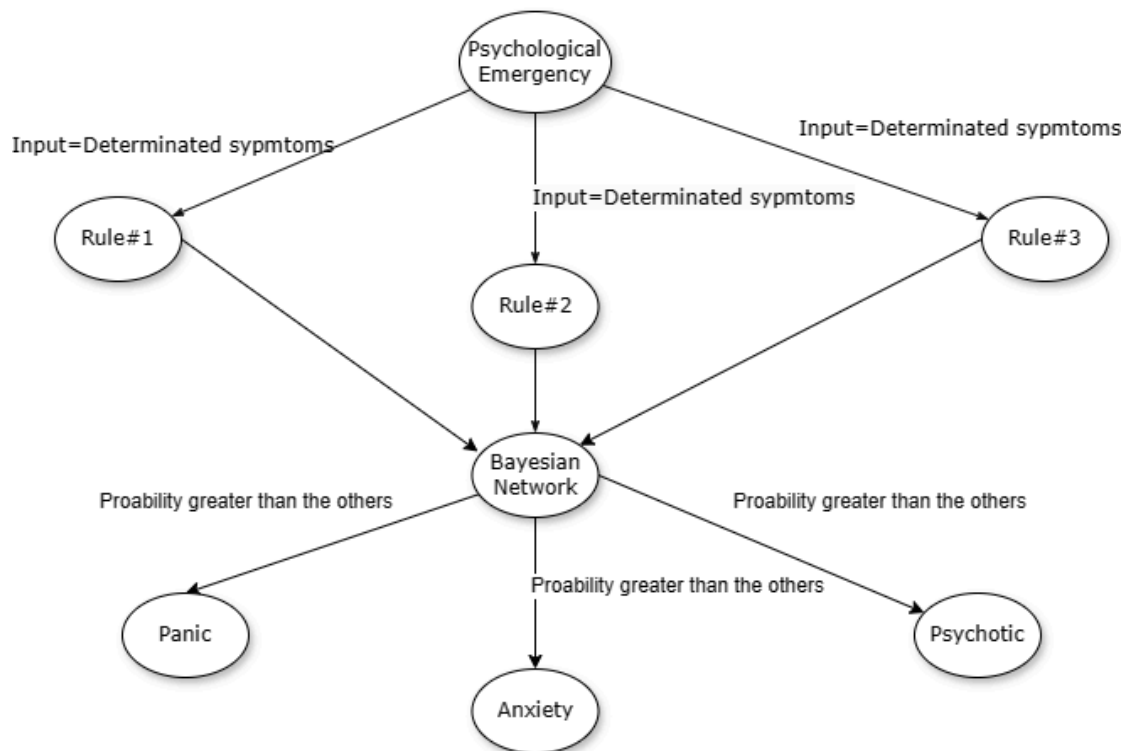 Psychological
Emergency
Input=Determinated sypmtoms
Input=Determinated sypmtoms
Input=Determinated sypmtoms
Rule#1
Rule#3
Rule#2
Bayesian
Network
Proability greater than the others
Proability greater than the others
Proability greater than the others
Panic
Psychotic
Anxiety